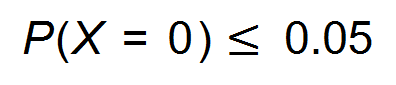 P(X = 0) ≤ 0.05